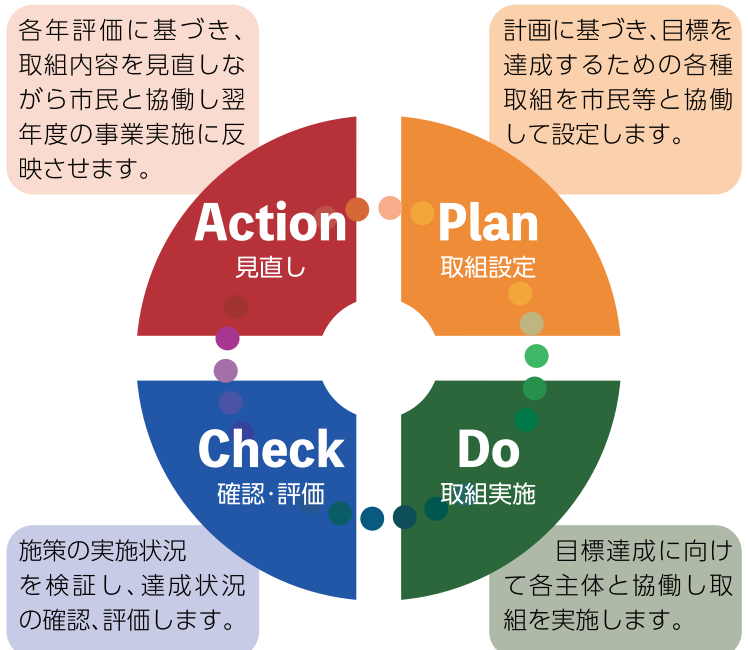 各年評価に基づき、
取組内容を見直しな
がら市民と協働し翌
年度の事業実施に反
映させます。
計画に基づき、目標を
達成するための各種
取組を市民等と協働
して設定します。
Action
見直し
Plan
取組設定
Check
確認・評価
Do
取組実施
施策の実施状況
を検証し、達成状況
の確認、評価します。
目標達成に向け
て各主体と協働し取
組を実施します。